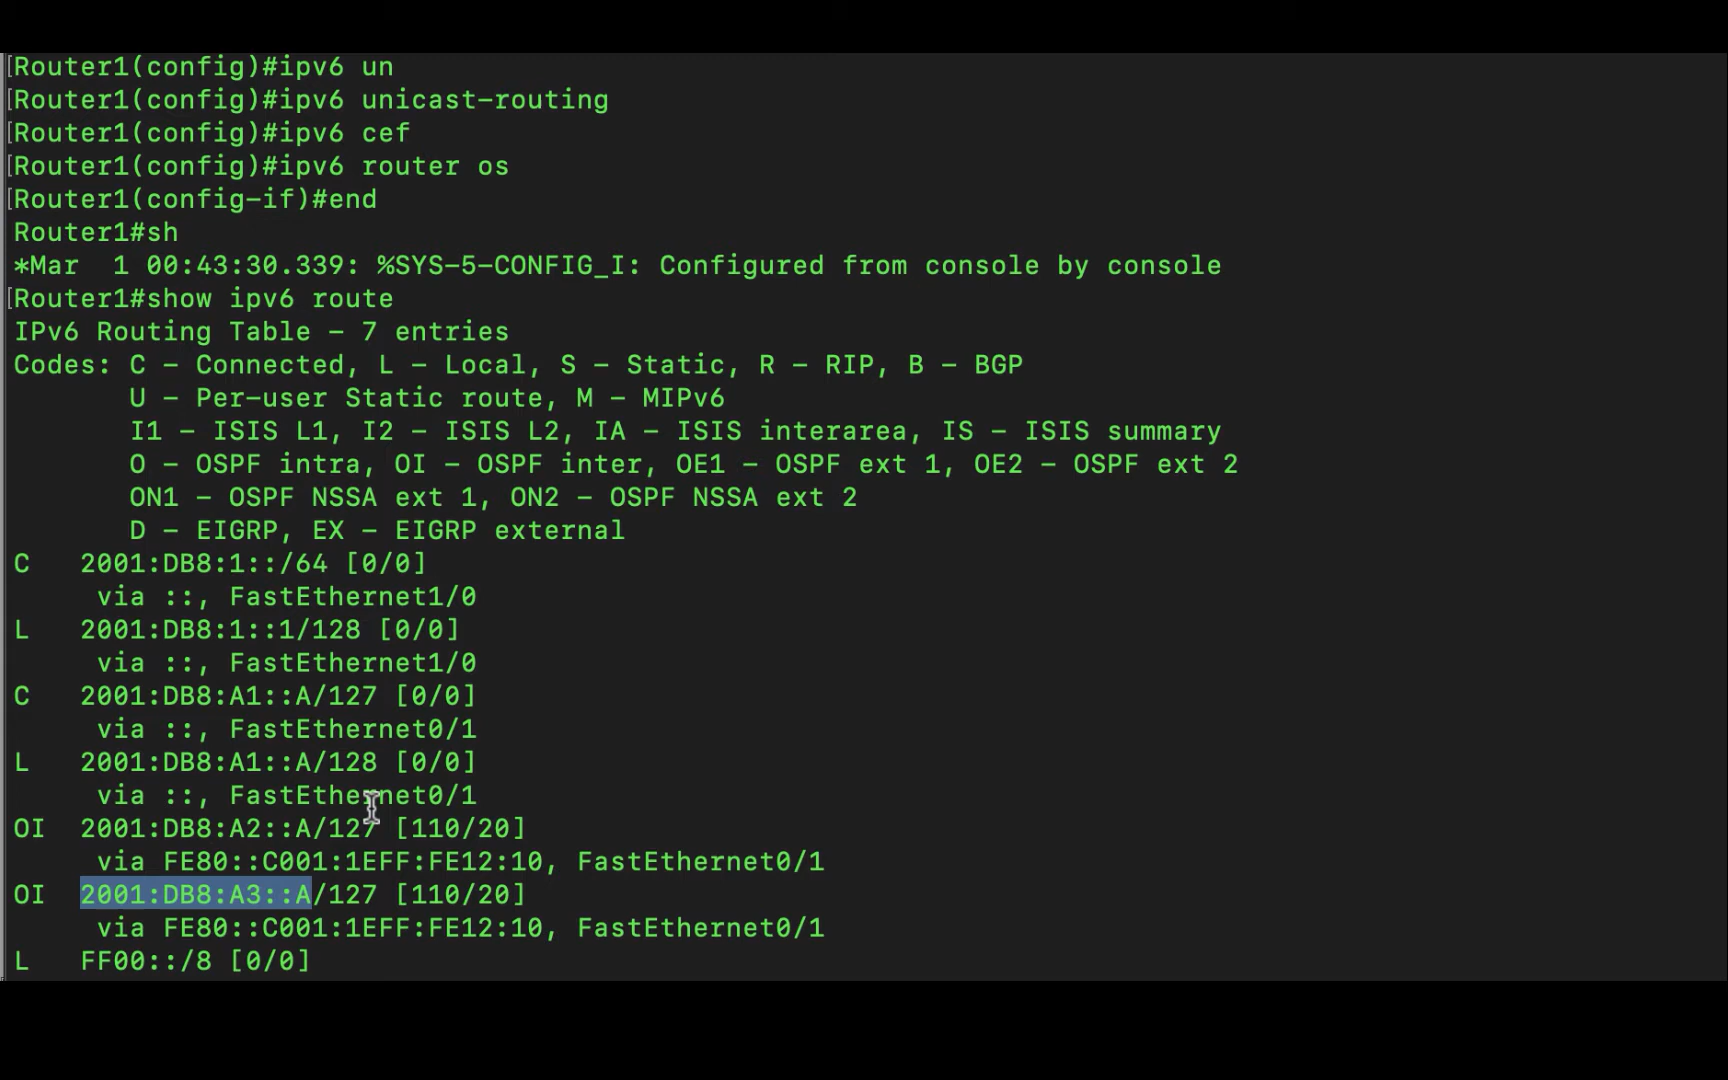 [Router1(config)#ipv6 un
[Router1(config)#ipv6 unicast-routing
[Router1(config)#ipv6 cef
[Router1(config)#ipv6 router os
[Router1(config-if)#end
Router1#sh
*Mar  1 00:43:30.339: %SYS-5-CONFIG_I: Configured from console by console
[Router1#show ipv6 route
IPv6 Routing Table - 7 entries
Codes: C - Connected, L - Local, S - Static, R - RIP, B - BGP
       U - Per-user Static route, M - MIPv6
       I1 - ISIS L1, I2 - ISIS L2, IA - ISIS interarea, IS - ISIS summary
       O - OSPF intra, OI - OSPF inter, OE1 - OSPF ext 1, OE2 - OSPF ext 2
       ON1 - OSPF NSSA ext 1, ON2 - OSPF NSSA ext 2
       D - EIGRP, EX - EIGRP external
C   2001:DB8:1::/64 [0/0]
     via ::, FastEthernet1/0
L   2001:DB8:1::1/128 [0/0]
     via ::, FastEthernet1/0
C   2001:DB8:A1::A/127 [0/0]
     via ::, FastEthernet0/1
L   2001:DB8:A1::A/128 [0/0]
     via ::, FastEthernet0/1
OI  2001:DB8:A2::A/127 [110/20]
     via FE80::C001:1EFF:FE12:10, FastEthernet0/1
OI  2001:DB8:A3::A/127 [110/20]
     via FE80::C001:1EFF:FE12:10, FastEthernet0/1
L   FF00::/8 [0/0]